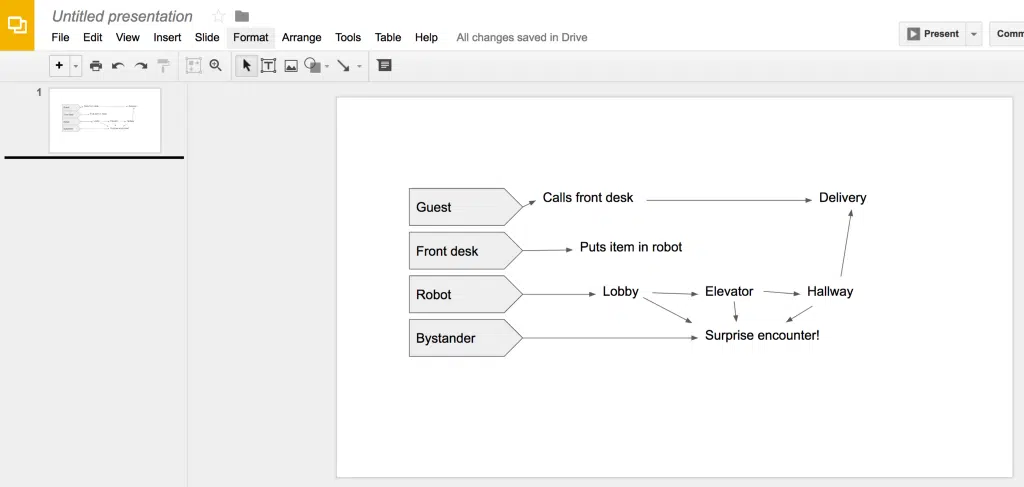 Untitled presentation
File Edit View Insert Slide Format Arrange Tools Table Help All changes saved in Drive
Present
1
Guest Calls front desk Delivery
Front desk Puts item in robot
Robot Lobby Elevator Hallway
Bystander Surprise encounter!